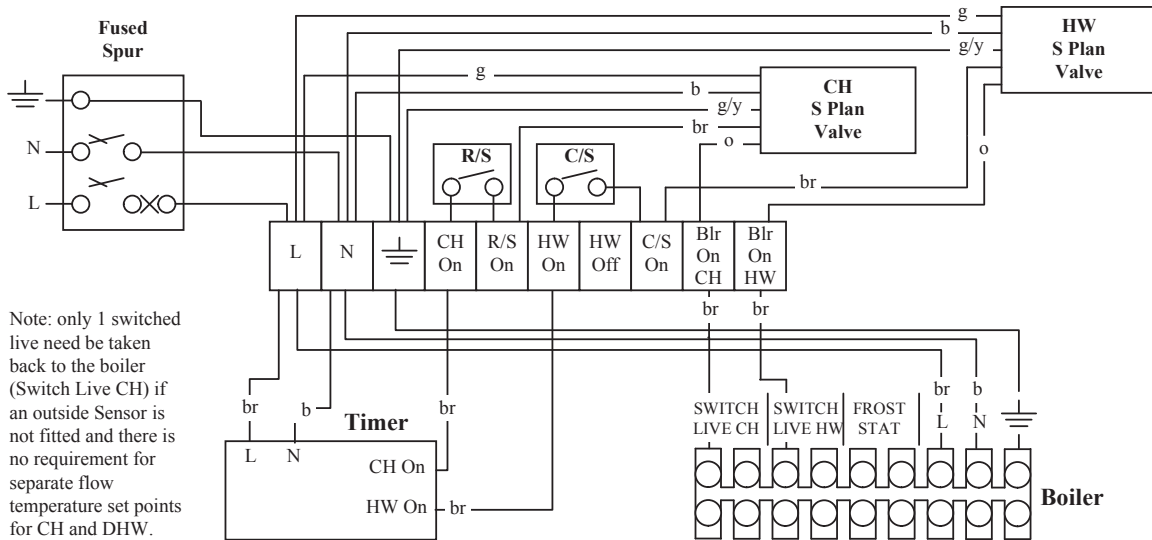 Fused
Spur
N
L
g
b
g/y
HW
S Plan
Valve
g
b
g/y
br
o
CH
S Plan
Valve
o
br
R/S
C/S
L
N
CH
On
R/S
On
HW
On
HW
Off
C/S
On
Blr
On
CH
Blr
On
HW
Note: only 1 switched
live need be taken
back to the boiler
(Switch Live CH) if
an outside Sensor is
not fitted and there is
no requirement for
separate flow
temperature set points
for CH and DHW.
br
b
Timer
br
L
N
CH On
HW On
br
br
br
SWITCH
LIVE CH
SWITCH
LIVE HW
FROST
STAT
br
L
b
N
Boiler